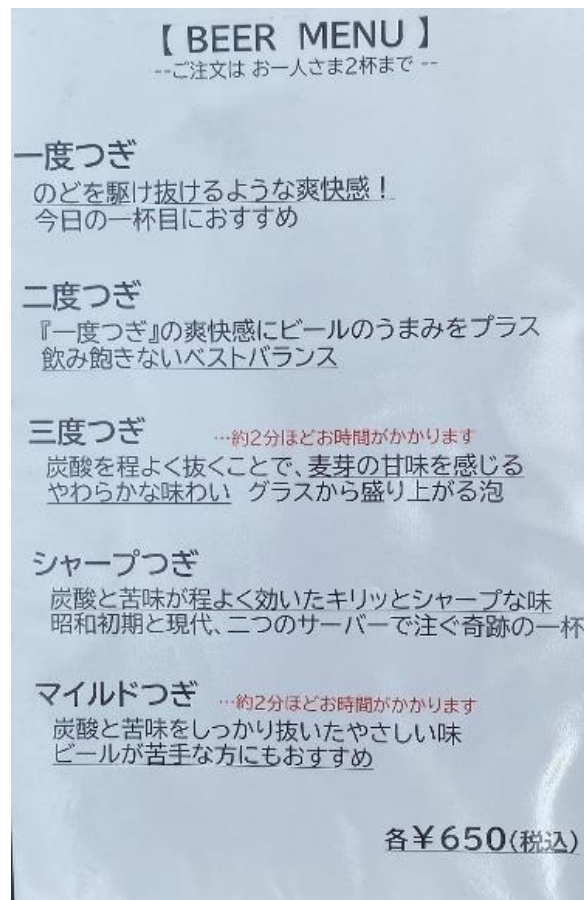 【 BEER MENU 】
--ご注文は お一人さま2杯まで --
一度つぎ
のどを駆け抜けるような爽快感！
今日の一杯目におすすめ
二度つぎ
『一度つぎ』の爽快感にビールのうまみをプラス
飲み飽きないベストバランス
三度つぎ …約2分ほどお時間がかかります
炭酸を程よく抜くことで、麦芽の甘味を感じる
やわらかな味わい グラスから盛り上がる泡
シャープつぎ
炭酸と苦味が程よく効いたキリッとシャープな味
昭和初期と現代、二つのサーバーで注ぐ奇跡の一杯
マイルドつぎ …約2分ほどお時間がかかります
炭酸と苦味をしっかり抜いたやさしい味
ビールが苦手な方にもおすすめ
各￥650(税込)